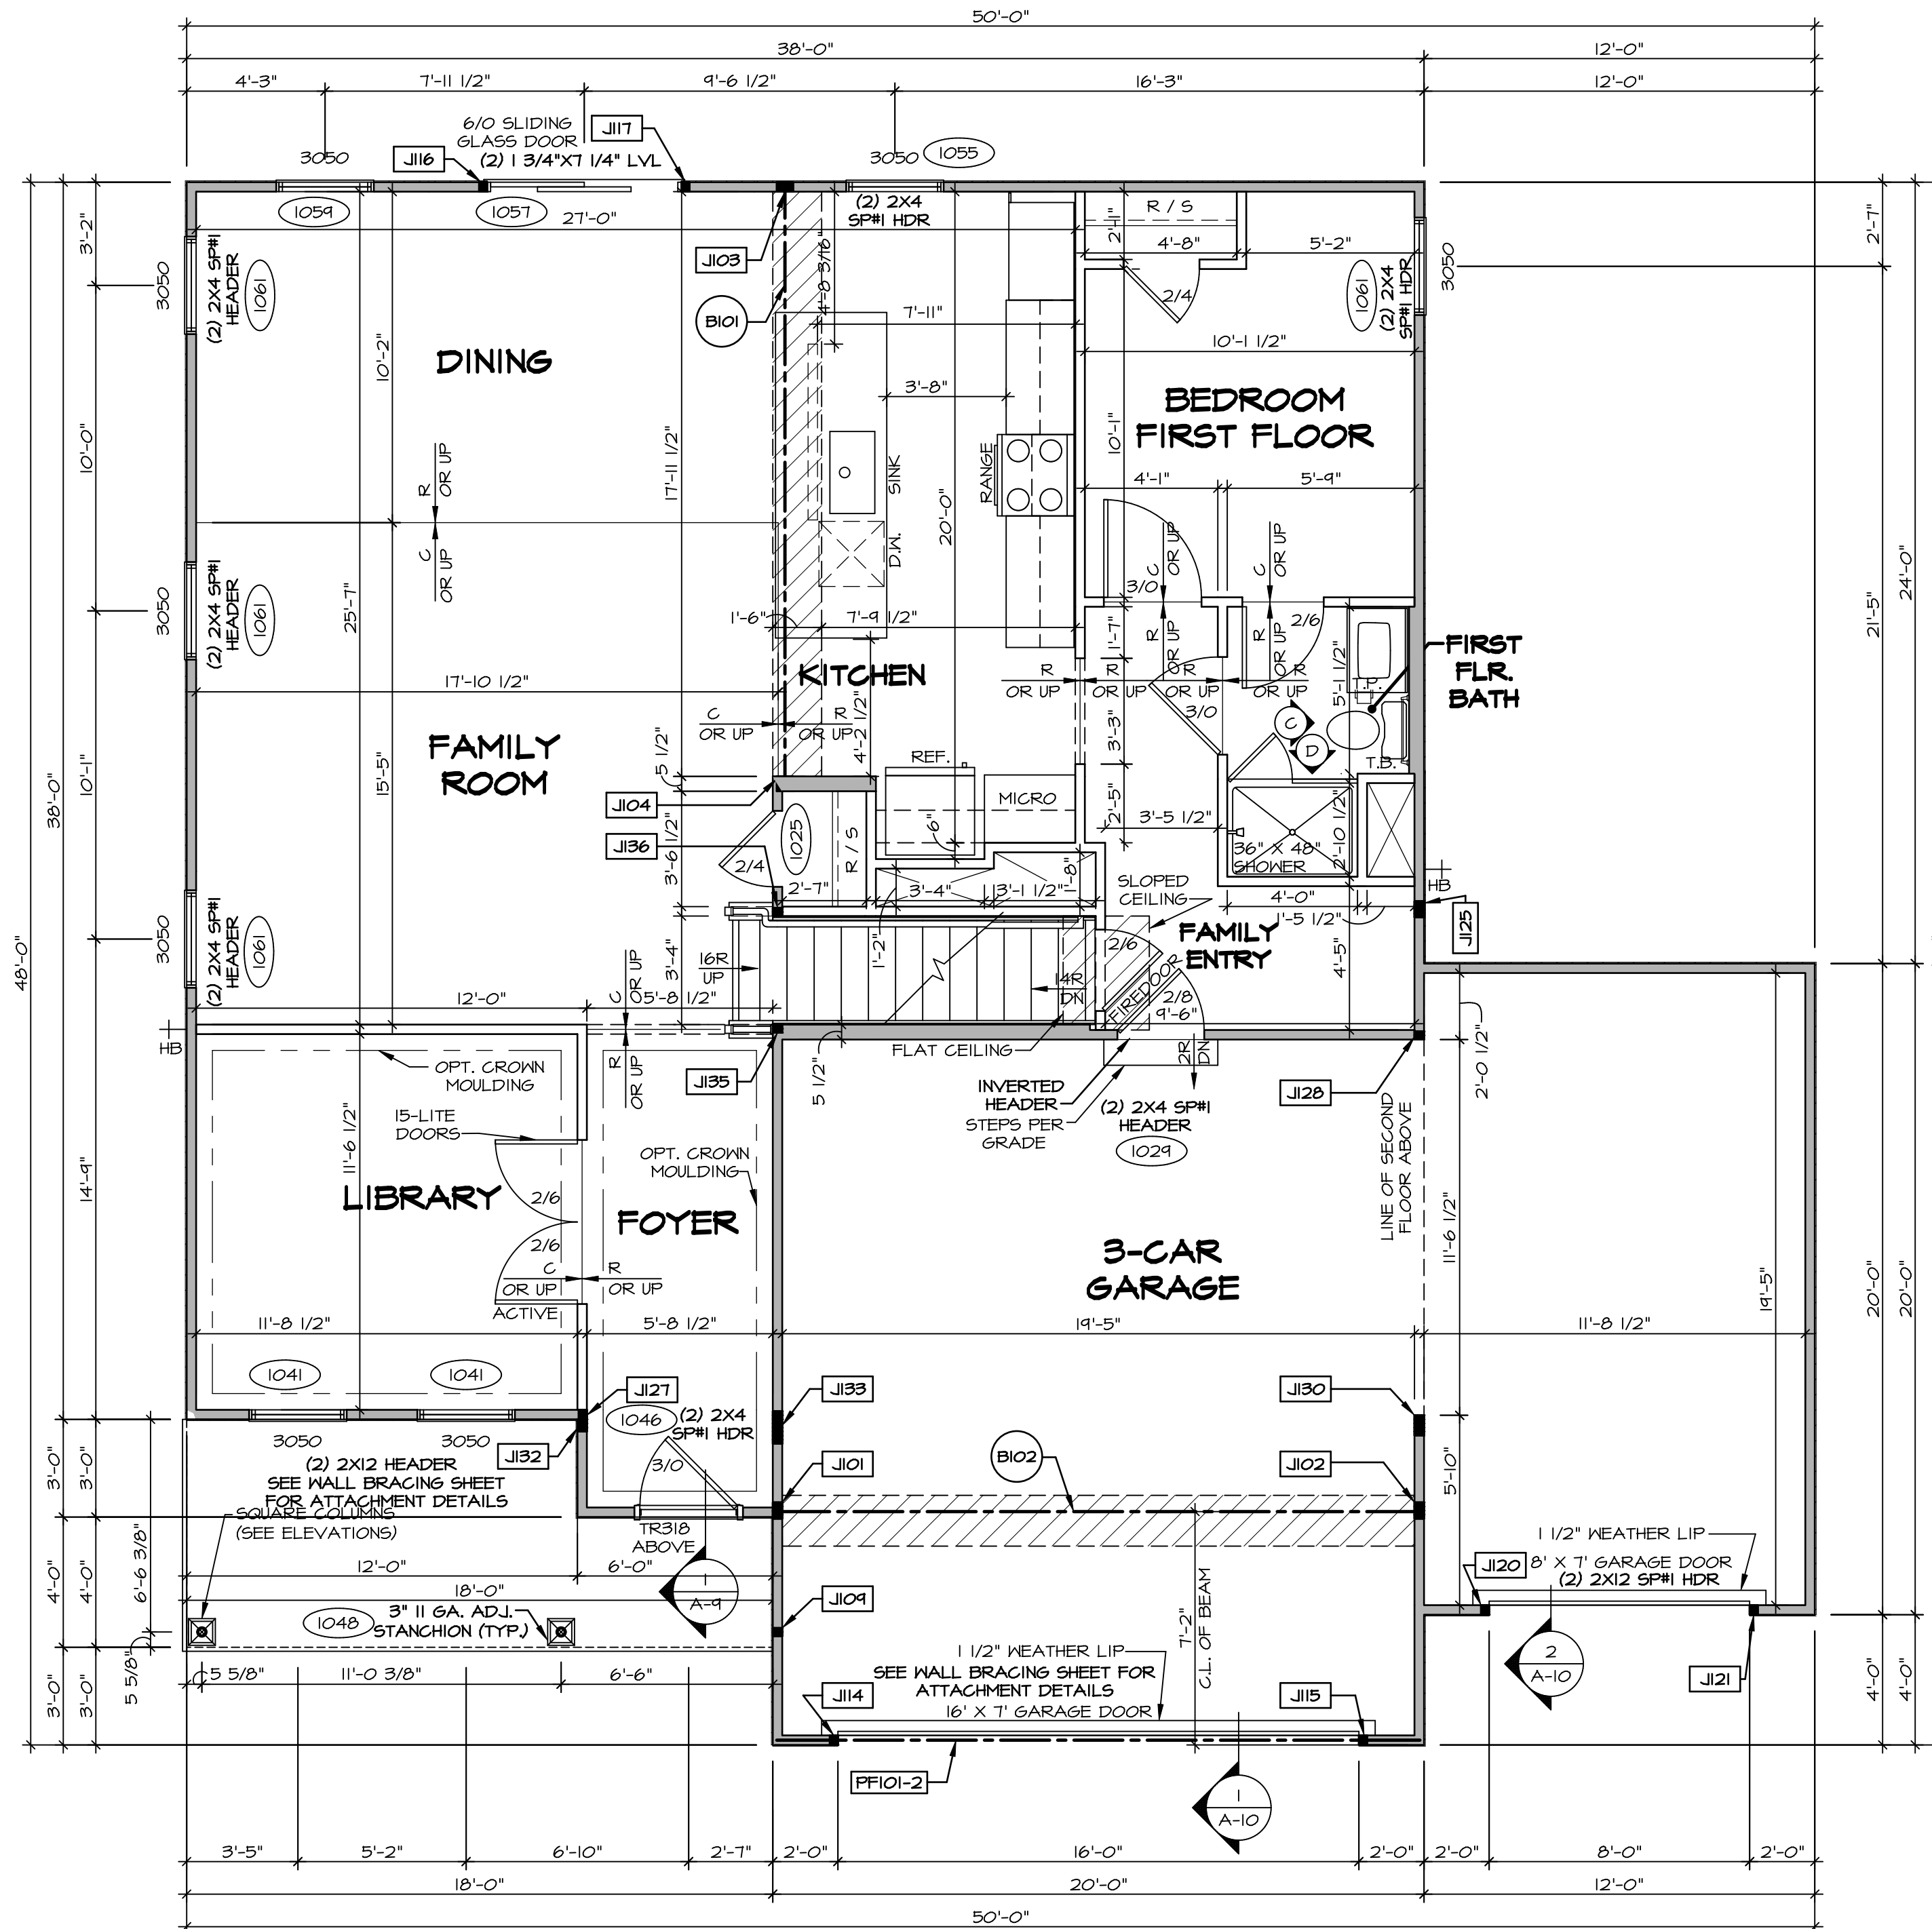 50'-0"
38'-0"
12'-0"
4'-3"
7'-11 1/2"
9'-6 1/2"
16'-3"
12'-0"
6/0 SLIDING
GLASS DOOR
(2) 1 3/4"X7 1/4" LVL
J117
J116
3050
3050
1055
1059
1057
27'-0"
(2) 2X4
SP#1 HDR
R / S
2'-1"
4'-8"
5'-2"
2/4
3050
1061
(2) 2X4
SP#1 HDR
2'-7"
3'-2"
3050
(2) 2X4 SP#1
HEADER
1061
J103
B101
4'-8 3/16"
7'-11"
10'-1 1/2"
DINING
10'-2"
3'-8"
BEDROOM
FIRST FLOOR
10'-1"
10'-0"
R
OR UP
C
OR UP
17'-11 1/2"
SINK
D.W.
20'-0"
RANGE
4'-1"
5'-9"
C
OR UP
C
OR UP
3/0
R
OR UP
R
OR UP
2/6
24'-0"
21'-5"
3050
(2) 2X4 SP#1
HEADER
1061
25'-7"
1'-6"
7'-9 1/2"
1'-7"
5'-1 1/2"
FIRST
FLR.
BATH
KITCHEN
17'-10 1/2"
R
OR UP
R
OR UP
R
OR UP
R
OR UP
T.P.
3/0
C
D
T.B.
C
OR UP
R
OR UP
4'-2 1/2"
3'-3"
FAMILY
ROOM
15'-5"
5 1/2"
REF.
MICRO
6"
2'-5"
3'-5 1/2"
2'-10 1/2"
36" X 48"
SHOWER
10'-1"
38'-0"
48'-0"
J104
J136
1025
R / S
2/4
3'-6 1/2"
2'-7"
3'-4"
3'-1 1/2"
1'-8"
SLOPED
CEILING
4'-0"
1'-5 1/2"
HB
J125
3050
(2) 2X4 SP#1
HEADER
1061
FAMILY
ENTRY
4'-5"
2/6
FIREDOOR
2/8
9'-6"
16R
UP
14R
DN
1'-2"
3'-4"
C
OR UP
R
OR UP
12'-0"
5'-8 1/2"
HB
FLAT CEILING
5 1/2"
2R
DN
2'-0 1/2"
OPT. CROWN
MOULDING
J135
INVERTED
HEADER
STEPS PER
GRADE
(2) 2X4 SP#1
HEADER
1029
J128
LINE OF SECOND
FLOOR ABOVE
15-LITE
DOORS
11'-6 1/2"
OPT. CROWN
MOULDING
14'-9"
LIBRARY
2/6
2/6
FOYER
3-CAR
GARAGE
11'-6 1/2"
19'-5"
20'-0"
20'-0"
C
OR UP
R
OR UP
ACTIVE
11'-8 1/2"
5'-8 1/2"
19'-5"
11'-8 1/2"
1041
1041
J127
J133
J130
3050
3050
1046
(2) 2X4
SP#1 HDR
J132
(2) 2X12 HEADER
SEE WALL BRACING SHEET
FOR ATTACHMENT DETAILS
SQUARE COLUMNS
(SEE ELEVATIONS)
3/0
J101
B102
J102
5'-10"
3'-0"
3'-0"
TR318
ABOVE
1 1/2" WEATHER LIP
J120
8' X 7' GARAGE DOOR
(2) 2X12 SP#1 HDR
12'-0"
6'-0"
18'-0"
4'-0"
4'-0"
6'-6 3/8"
1
A-9
1048
3" 11 GA. ADJ.
STANCHION (TYP.)
J109
7'-2"
C.L. OF BEAM
5 5/8"
5 5/8"
11'-0 3/8"
6'-6"
1 1/2" WEATHER LIP
SEE WALL BRACING SHEET FOR
ATTACHMENT DETAILS
16' X 7' GARAGE DOOR
J114
J115
2
A-10
J121
3'-0"
3'-0"
4'-0"
4'-0"
PF101-2
1
A-10
3'-5"
5'-2"
6'-10"
2'-7"
2'-0"
16'-0"
2'-0"
2'-0"
8'-0"
2'-0"
18'-0"
20'-0"
12'-0"
50'-0"